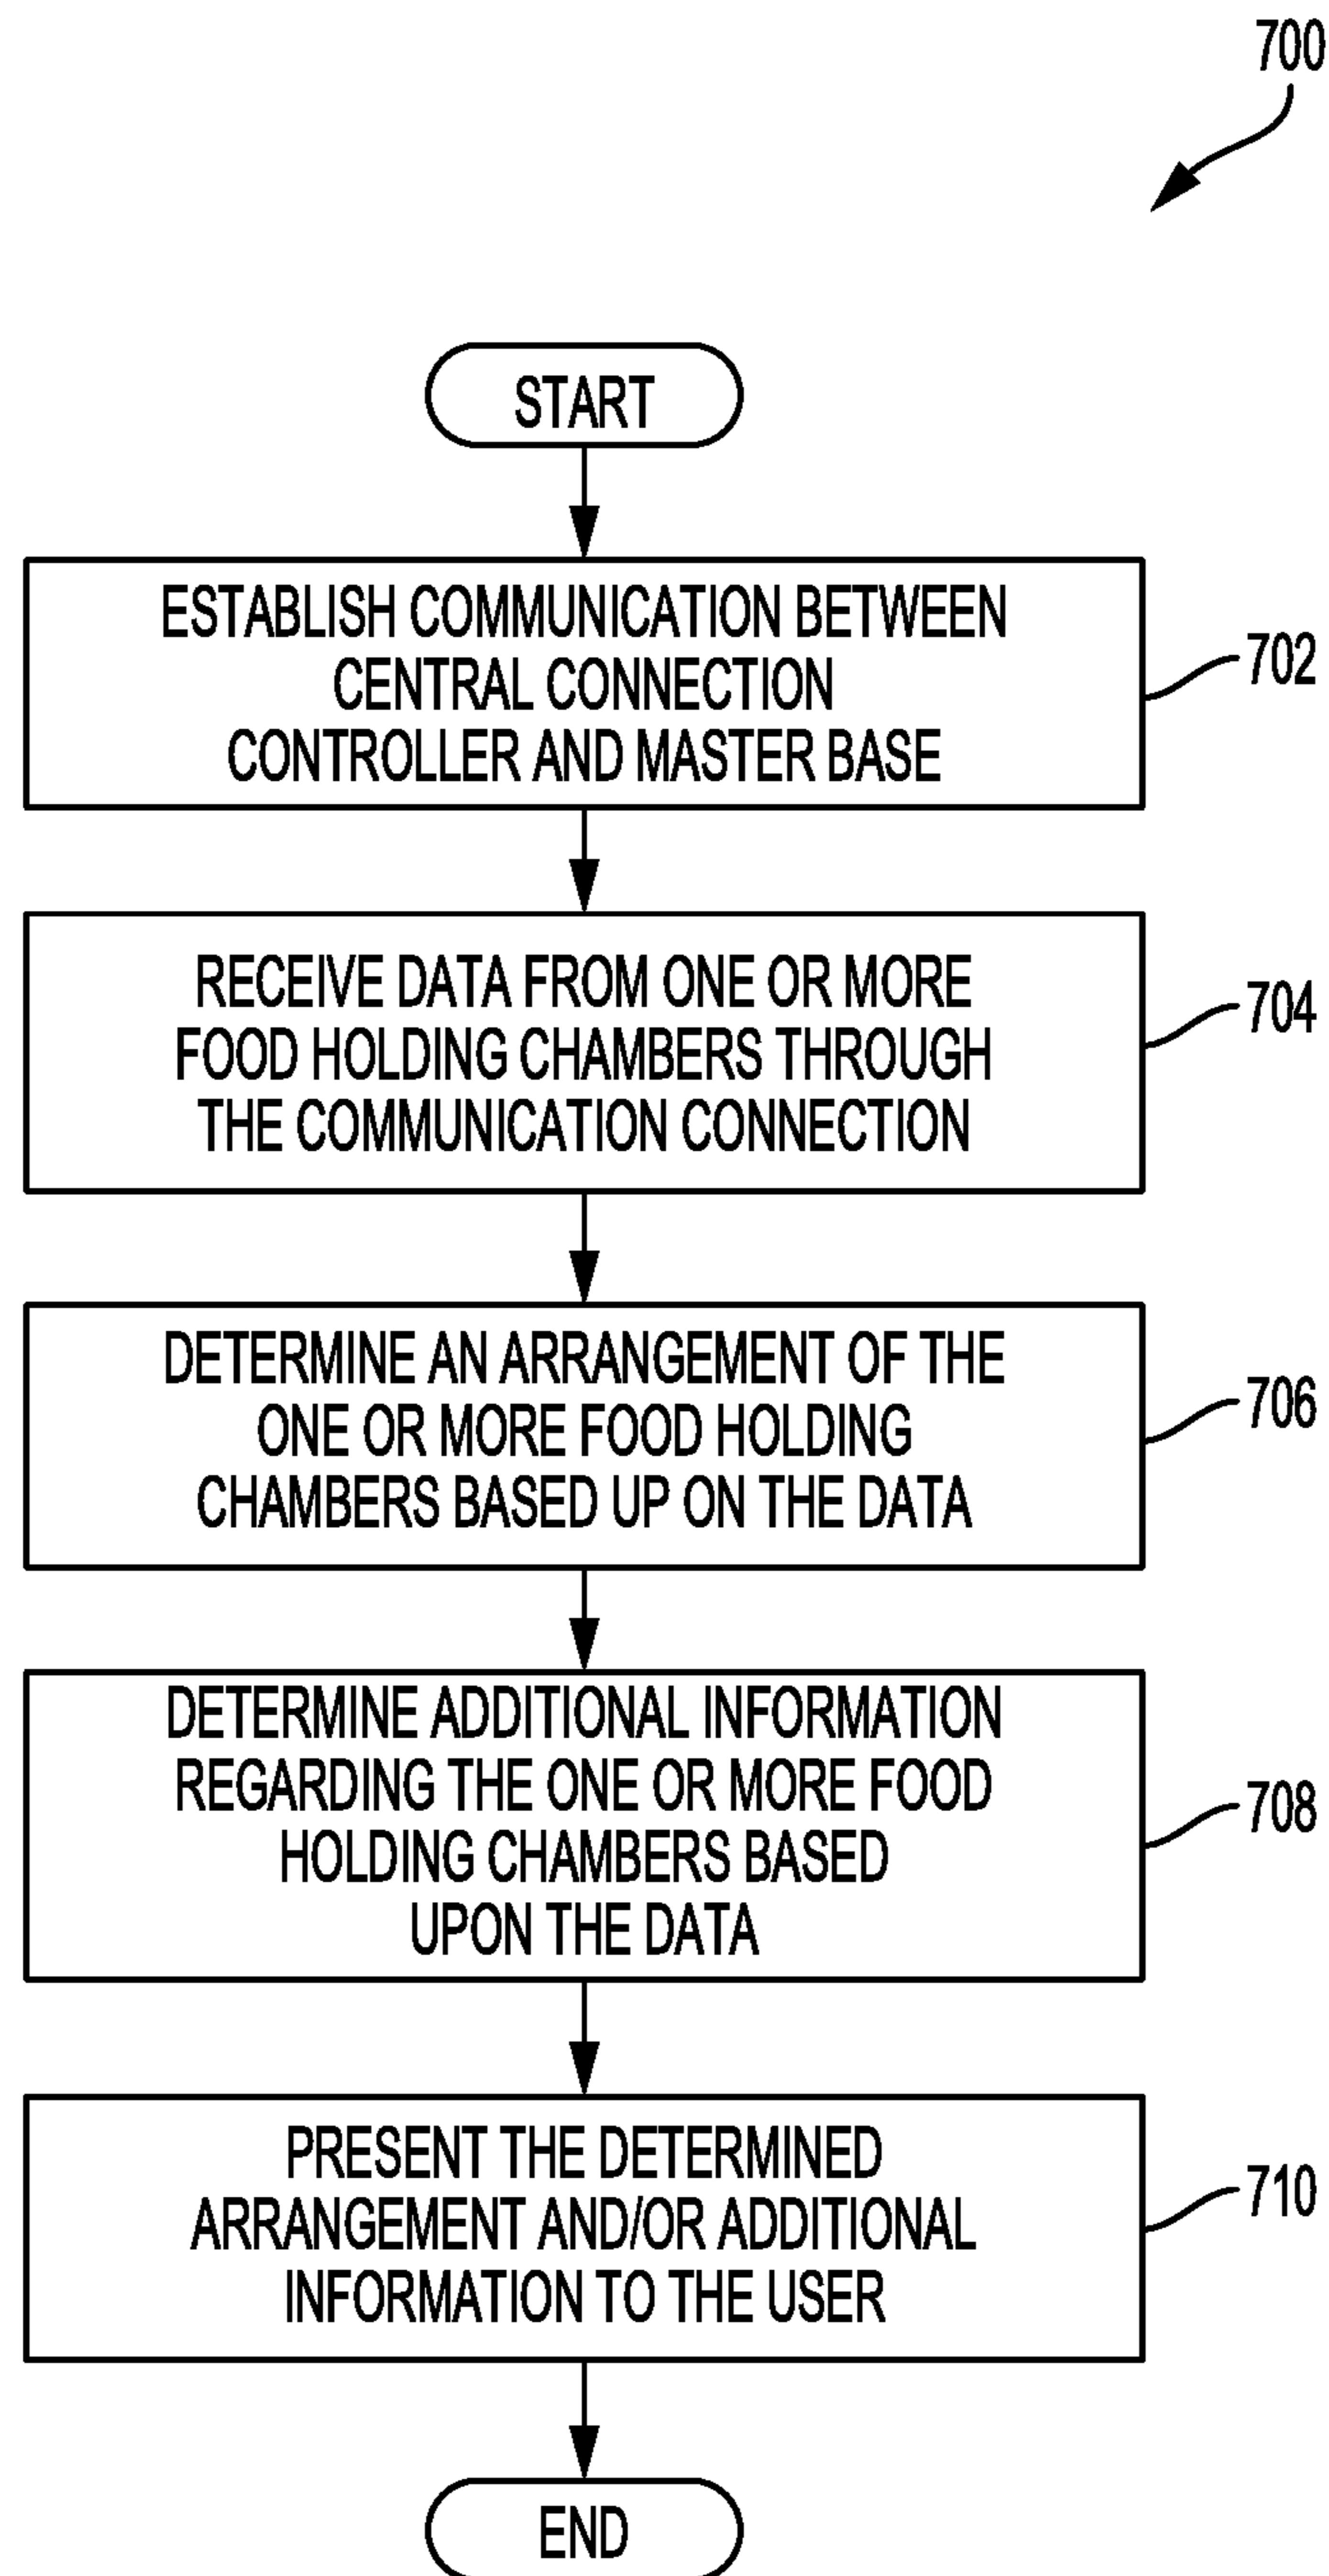 700
START
ESTABLISH COMMUNICATION BETWEEN
CENTRAL CONNECTION
CONTROLLER AND MASTER BASE
702
RECEIVE DATA FROM ONE OR MORE
FOOD HOLDING CHAMBERS THROUGH
THE COMMUNICATION CONNECTION
704
DETERMINE AN ARRANGEMENT OF THE
ONE OR MORE FOOD HOLDING
CHAMBERS BASED UP ON THE DATA
706
DETERMINE ADDITIONAL INFORMATION
REGARDING THE ONE OR MORE FOOD
HOLDING CHAMBERS BASED
UPON THE DATA
708
PRESENT THE DETERMINED
ARRANGEMENT AND/OR ADDITIONAL
INFORMATION TO THE USER
710
END